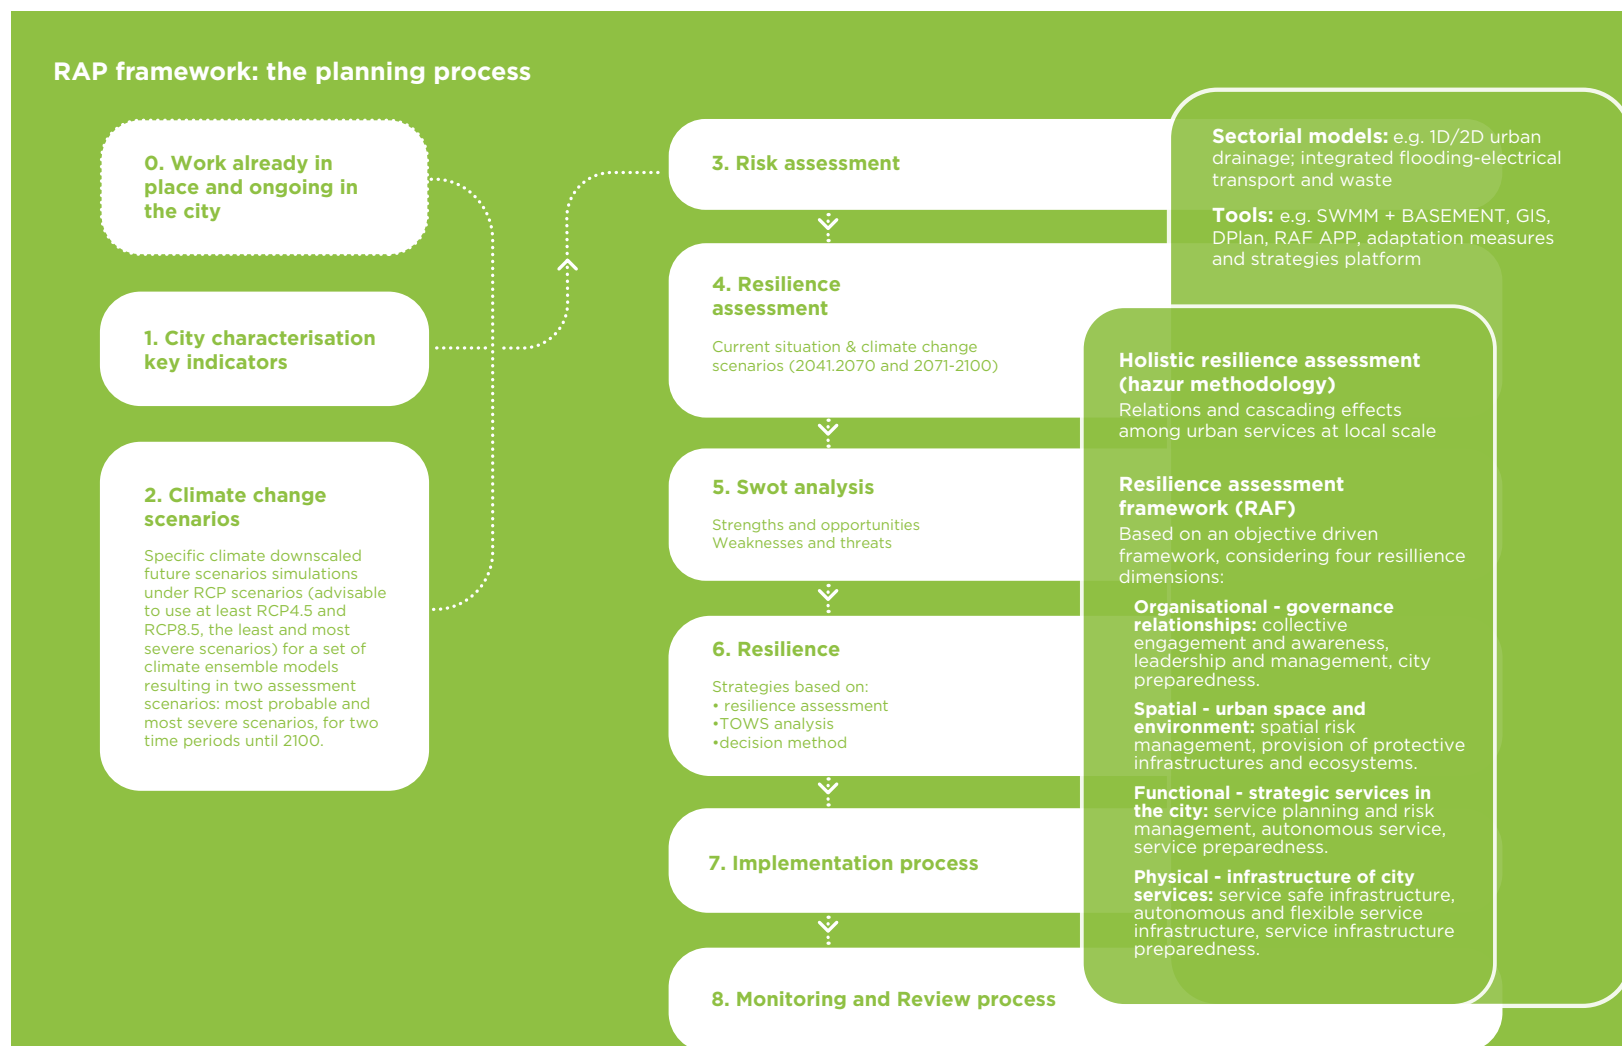 RAP framework: the planning process
0. Work already in
place and ongoing in
the city
1. City characterisation
key indicators
2. Climate change
scenarios
Specific climate downscaled
future scenarios simulations
under RCP scenarios (advisable
to use at least RCP4.5 and
RCP8.5, the least and most
severe scenarios) for a set of
climate ensemble models
resulting in two assessment
scenarios: most probable and
most severe scenarios, for two
time periods until 2100.
3. Risk assessment
4. Resilience
assessment
Current situation & climate change
scenarios (2041.2070 and 2071-2100)
5. Swot analysis
Strengths and opportunities
Weaknesses and threats
6. Resilience
Strategies based on:
• resilience assessment
•TOWS analysis
•decision method
7. Implementation process
8. Monitoring and Review process
Sectorial models: e.g. 1D/2D urban
drainage; integrated flooding-electrical
transport and waste
Tools: e.g. SWMM + BASEMENT, GIS,
DPlan, RAF APP, adaptation measures
and strategies platform
Holistic resilience assessment
(hazur methodology)
Relations and cascading effects
among urban services at local scale
Resilience assessment
framework (RAF)
Based on an objective driven
framework, considering four resillience
dimensions:
Organisational - governance
relationships: collective
engagement and awareness,
leadership and management, city
preparedness.
Spatial - urban space and
environment: spatial risk
management, provision of protective
infrastructures and ecosystems.
Functional - strategic services in
the city: service planning and risk
management, autonomous service,
service preparedness.
Physical - infrastructure of city
services: service safe infrastructure,
autonomous and flexible service
infrastructure, service infrastructure
preparedness.